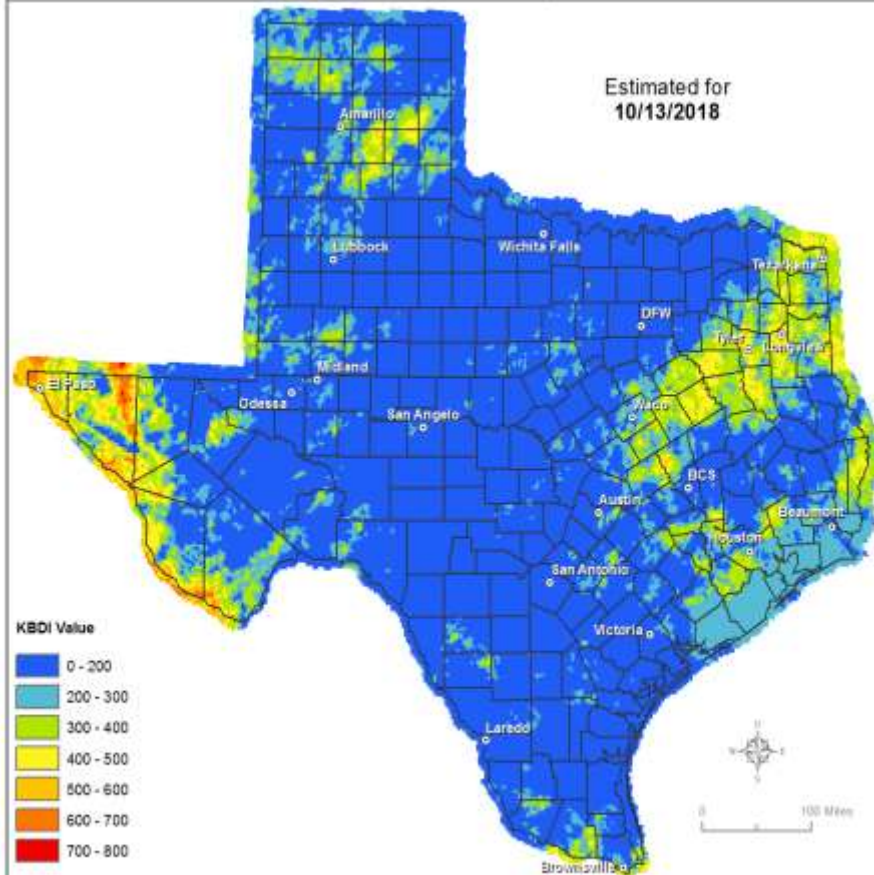 Estimated for
10/13/2018
Amarillo
Lubbock
Wichita Falls
Texarkana
DFW
Tyler
Longview
El Paso
Midland
Odessa
San Angelo
Waco
BCS
Austin
Beaumont
Houston
San Antonio
Victoria
Laredo
Brownsville
KBDI Value
0 - 200
200 - 300
300 - 400
400 - 500
500 - 600
600 - 700
700 - 800
N
W
E
S
0
100 Miles